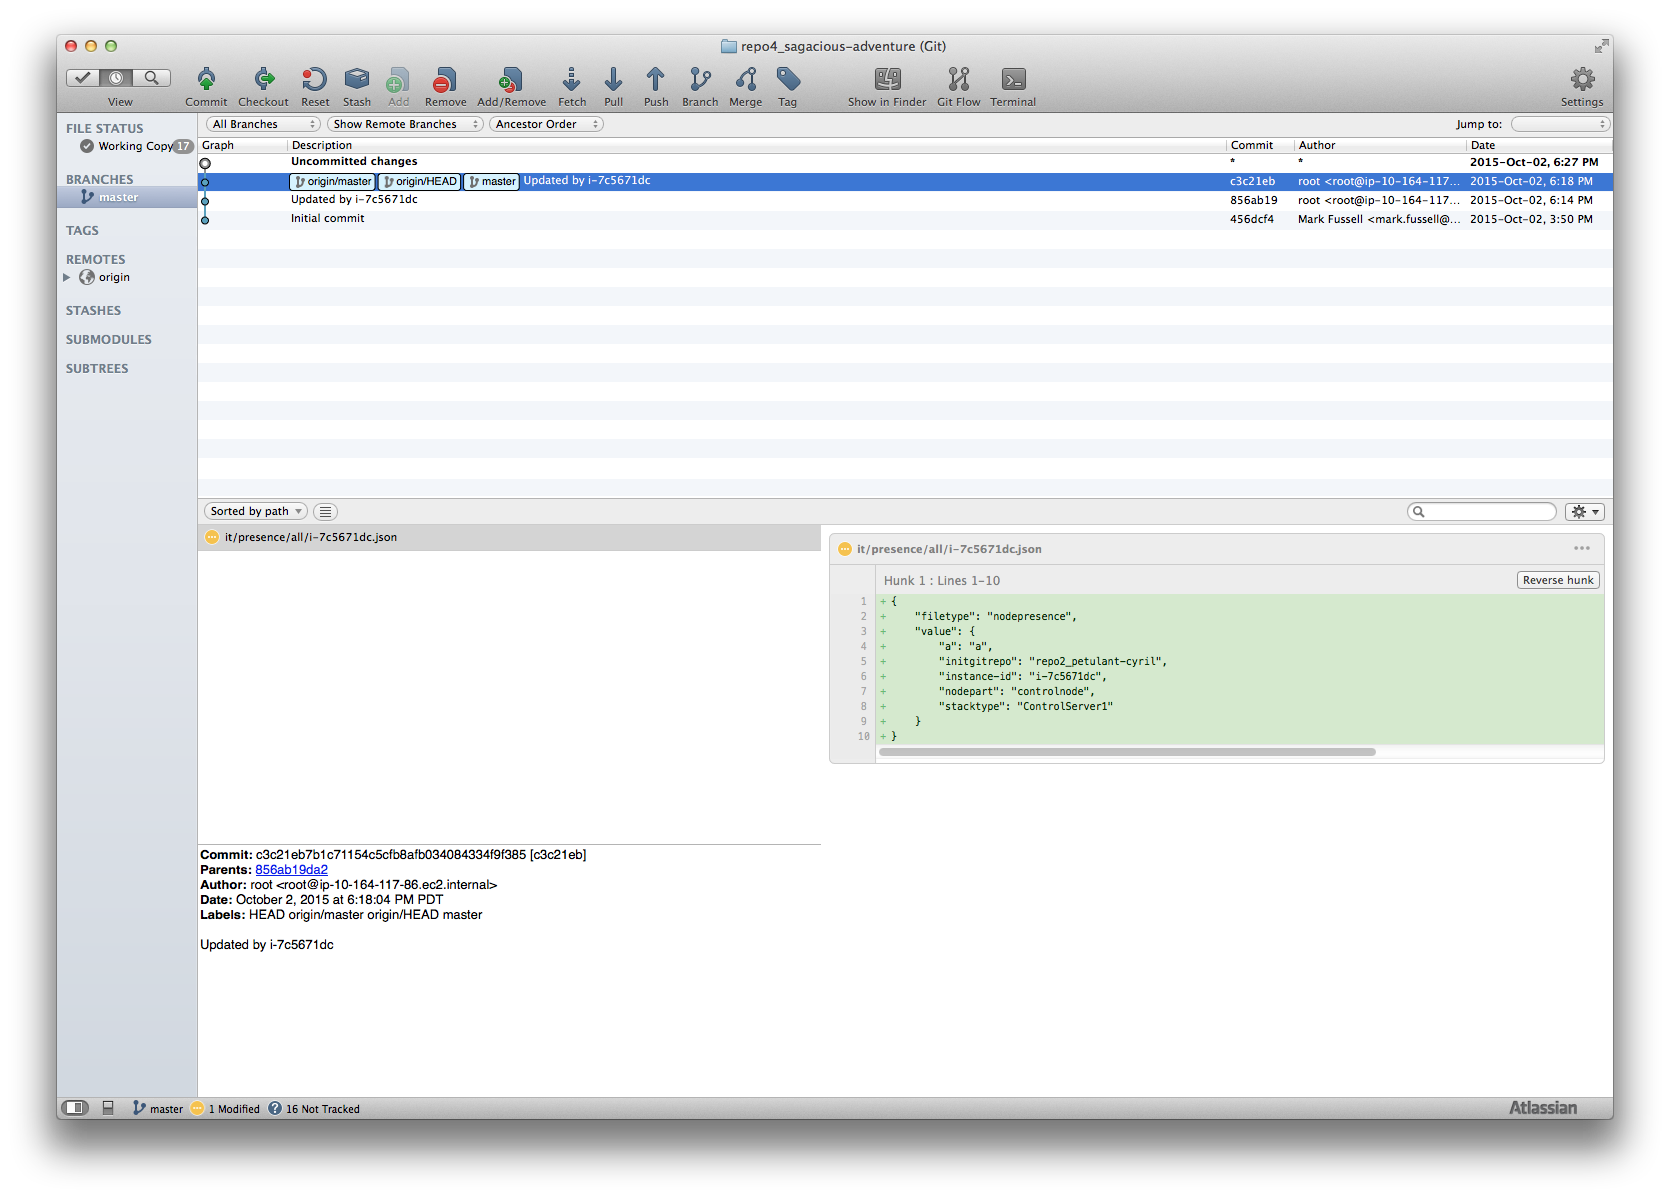 repo4_sagacious-adventure (Git)
View Commit Checkout Reset Stash Add Remove Add/Remove Fetch Pull Push Branch Merge Tag Show in Finder Git Flow Terminal Settings
FILE STATUS
Working Copy 17
BRANCHES
master
TAGS
REMOTES
origin
STASHES
SUBMODULES
SUBTREES
All Branches Show Remote Branches Ancestor Order Jump to:
Graph Description Commit Author Date
Uncommitted changes * * 2015-Oct-02, 6:27 PM
origin/master origin/HEAD master Updated by i-7c5671dc c3c21eb root <root@ip-10-164-117... 2015-Oct-02, 6:18 PM
Updated by i-7c5671dc 856ab19 root <root@ip-10-164-117... 2015-Oct-02, 6:14 PM
Initial commit 456dcf4 Mark Fussell <mark.fussell@... 2015-Oct-02, 3:50 PM
Sorted by path
it/presence/all/i-7c5671dc.json
Commit: c3c21eb7b1c71154c5cfb8afb034084334f9f385 [c3c21eb]
Parents: 856ab19da2
Author: root <root@ip-10-164-117-86.ec2.internal>
Date: October 2, 2015 at 6:18:04 PM PDT
Labels: HEAD origin/master origin/HEAD master
Updated by i-7c5671dc
it/presence/all/i-7c5671dc.json
Hunk 1 : Lines 1-10 Reverse hunk
1 + {
2 + "filetype": "nodepresence",
3 + "value": {
4 + "a": "a",
5 + "initgitrepo": "repo2_petulant-cyril",
6 + "instance-id": "i-7c5671dc",
7 + "nodepart": "controlnode",
8 + "stacktype": "ControlServer1"
9 + }
10 + }
master 1 Modified ? 16 Not Tracked Atlassian